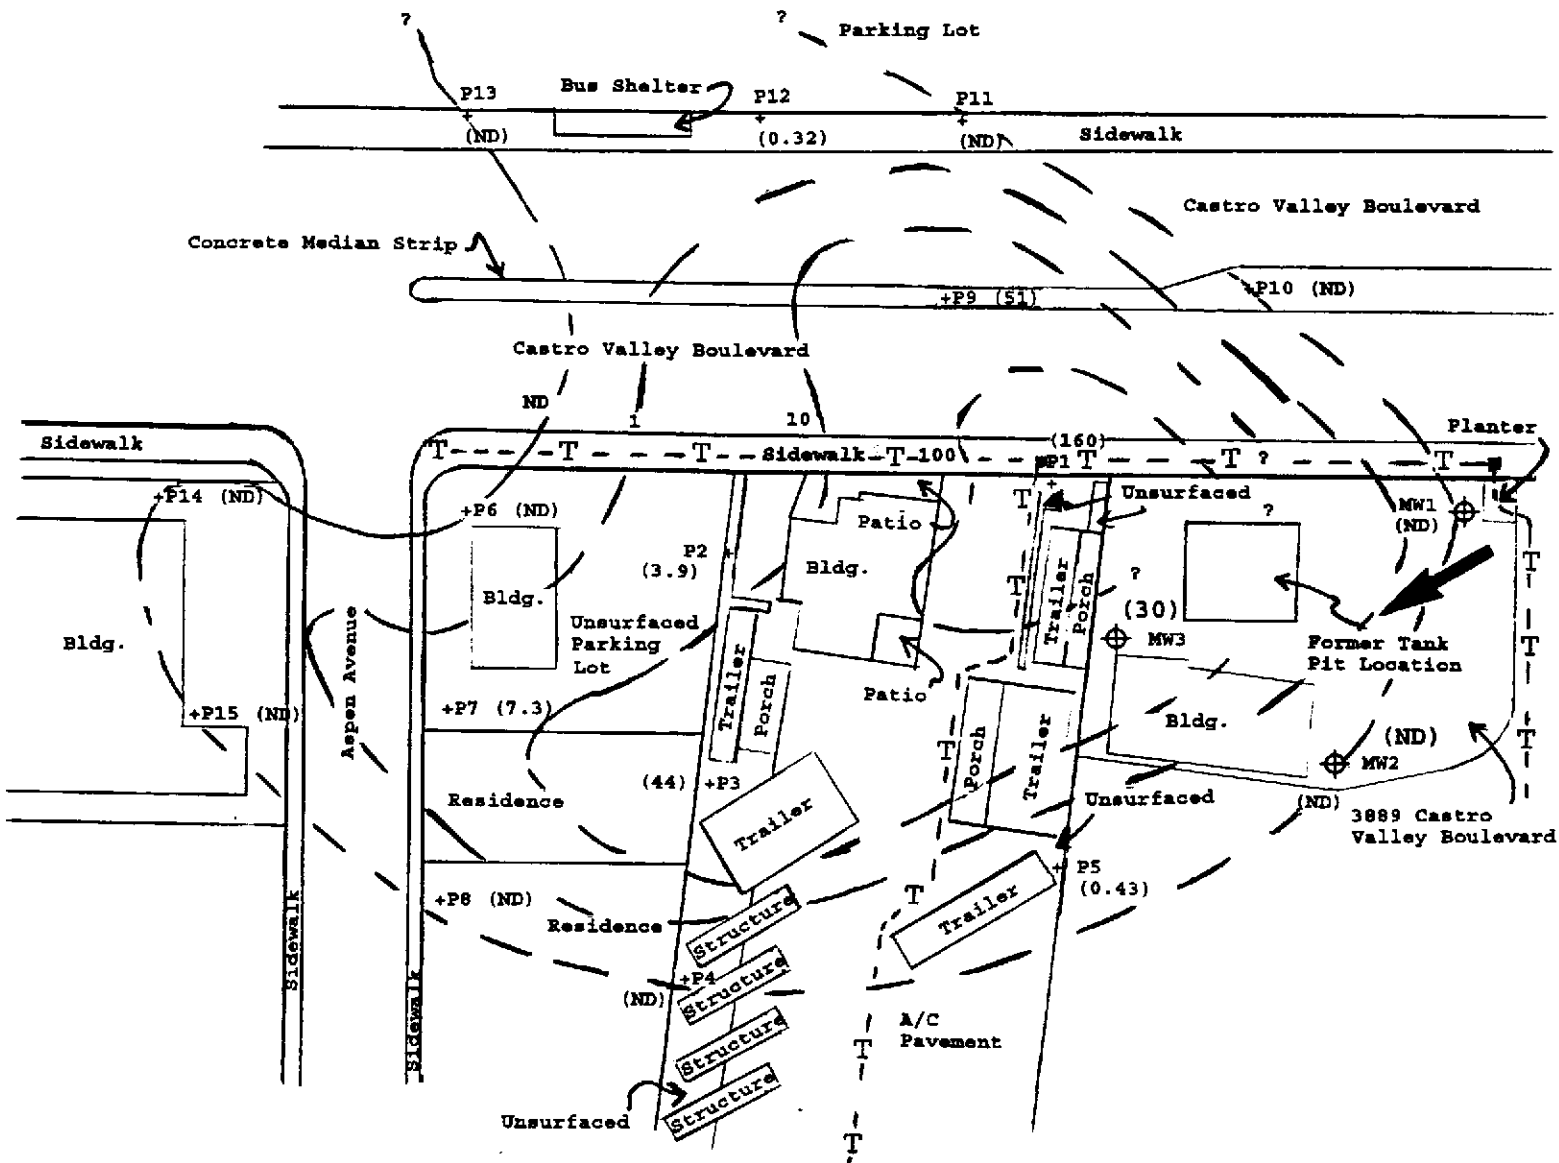 ?
?
Parking Lot
Bus Shelter
P13
P12
P11
+
+
+
(ND)
(0.32)
(ND)
Sidewalk
Castro Valley Boulevard
Concrete Median Strip
+P9 (51)
+P10 (ND)
Castro Valley Boulevard
ND
1
10
Planter
Sidewalk
(160)
T
T
T
Sidewalk
T
100
P1
T
T
?
T
+P14 (ND)
+P6 (ND)
Patio
T
Unsurfaced
?
MW1
(ND)
P2
(3.9)
Bldg.
Bldg.
T
Trailer
Porch
?
(30)
T
Bldg.
Aspen Avenue
Unsurfaced
Parking
Lot
MW3
Former Tank
Pit Location
T
Patio
+P15 (ND)
+P7 (7.3)
Trailer
Porch
T
Porch
Trailer
Bldg.
(ND)
T
MW2
(44) +P3
Residence
Trailer
Unsurfaced
(ND)
3889 Castro
Valley Boulevard
+P8 (ND)
T
Trailer
+ P5
(0.43)
Residence
Structure
Sidewalk
Sidewalk
+P4
(ND)
Structure
A/C
Pavement
Structure
T
Unsurfaced
Structure
T